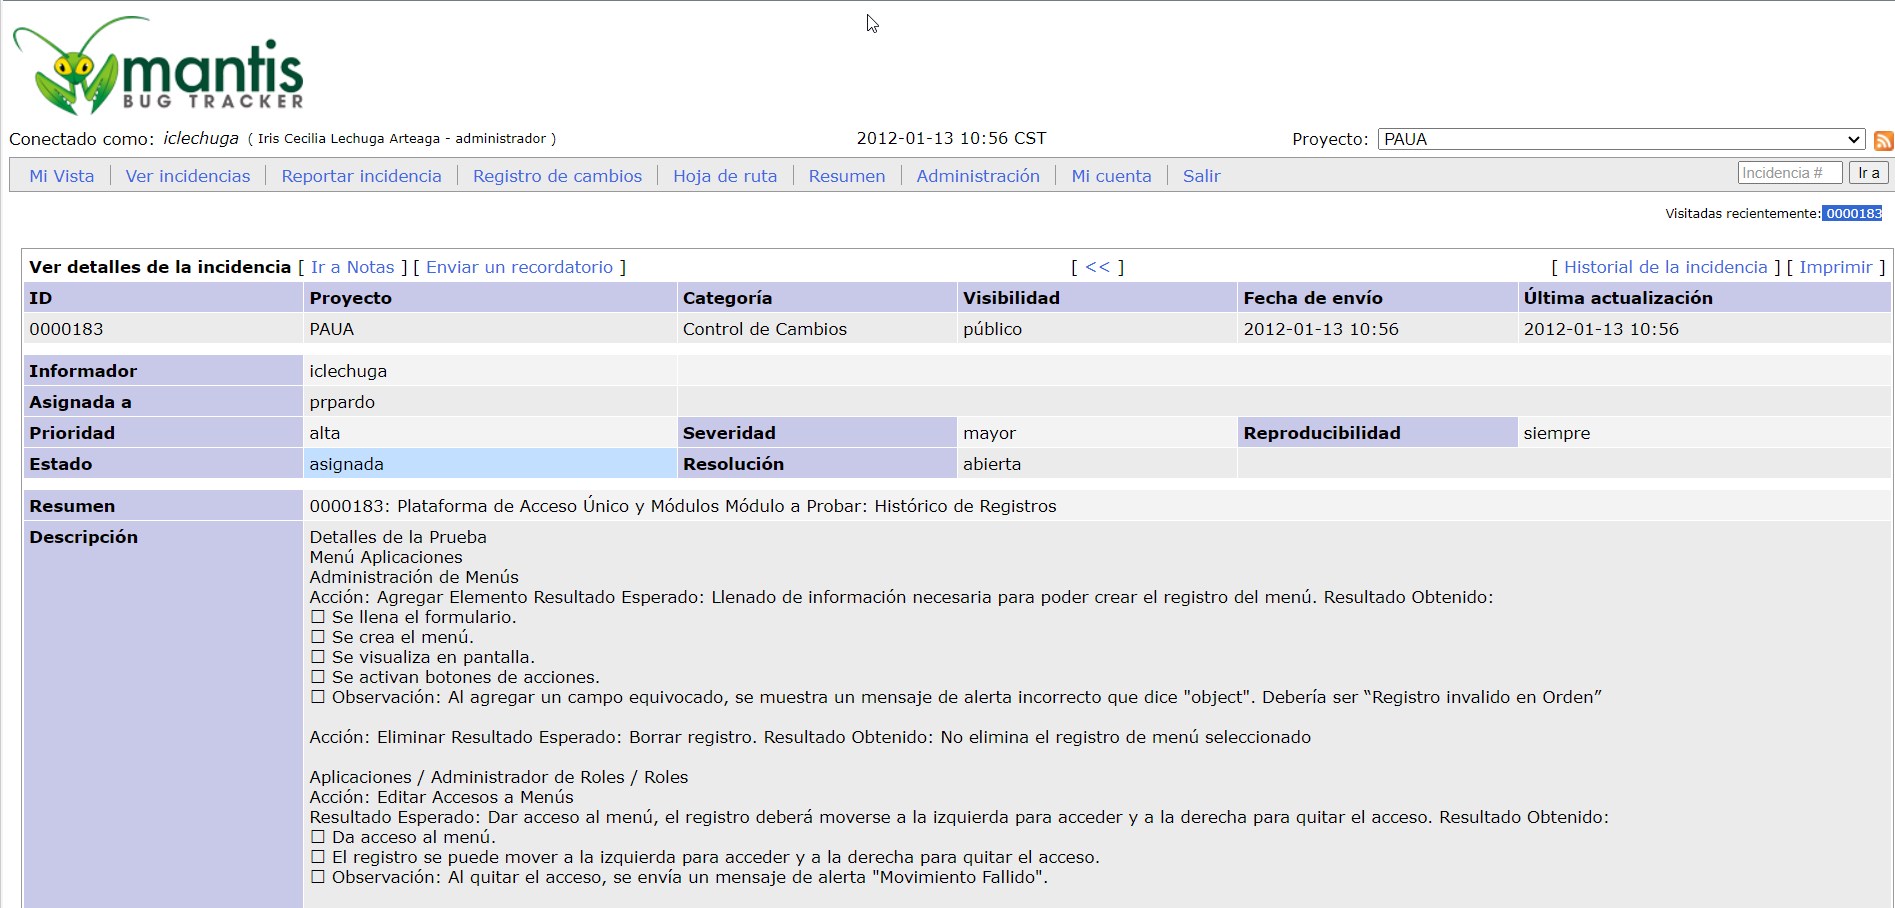 mantis
BUG TRACKER
Conectado como: iclechuga ( Iris Cecilia Lechuga Arteaga - administrador )
2012-01-13 10:56 CST
Proyecto: PAUA
Mi Vista | Ver incidencias | Reportar incidencia | Registro de cambios | Hoja de ruta | Resumen | Administración | Mi cuenta | Salir
Incidencia # Ir a
Visitadas recientemente: 0000183
Ver detalles de la incidencia [ Ir a Notas ] [ Enviar un recordatorio ] [ << ] [ Historial de la incidencia ] [ Imprimir ]
ID Proyecto Categoría Visibilidad Fecha de envío Última actualización
0000183 PAUA Control de Cambios público 2012-01-13 10:56 2012-01-13 10:56
Informador iclechuga
Asignada a prpardo
Prioridad alta Severidad mayor Reproducibilidad siempre
Estado asignada Resolución abierta
Resumen 0000183: Plataforma de Acceso Único y Módulos Módulo a Probar: Histórico de Registros
Descripción Detalles de la Prueba
Menú Aplicaciones
Administración de Menús
Acción: Agregar Elemento Resultado Esperado: Llenado de información necesaria para poder crear el registro del menú. Resultado Obtenido:
☐ Se llena el formulario.
☐ Se crea el menú.
☐ Se visualiza en pantalla.
☐ Se activan botones de acciones.
☐ Observación: Al agregar un campo equivocado, se muestra un mensaje de alerta incorrecto que dice "object". Debería ser “Registro invalido en Orden”
Acción: Eliminar Resultado Esperado: Borrar registro. Resultado Obtenido: No elimina el registro de menú seleccionado
Aplicaciones / Administrador de Roles / Roles
Acción: Editar Accesos a Menús
Resultado Esperado: Dar acceso al menú, el registro deberá moverse a la izquierda para acceder y a la derecha para quitar el acceso. Resultado Obtenido:
☐ Da acceso al menú.
☐ El registro se puede mover a la izquierda para acceder y a la derecha para quitar el acceso.
☐ Observación: Al quitar el acceso, se envía un mensaje de alerta "Movimiento Fallido".